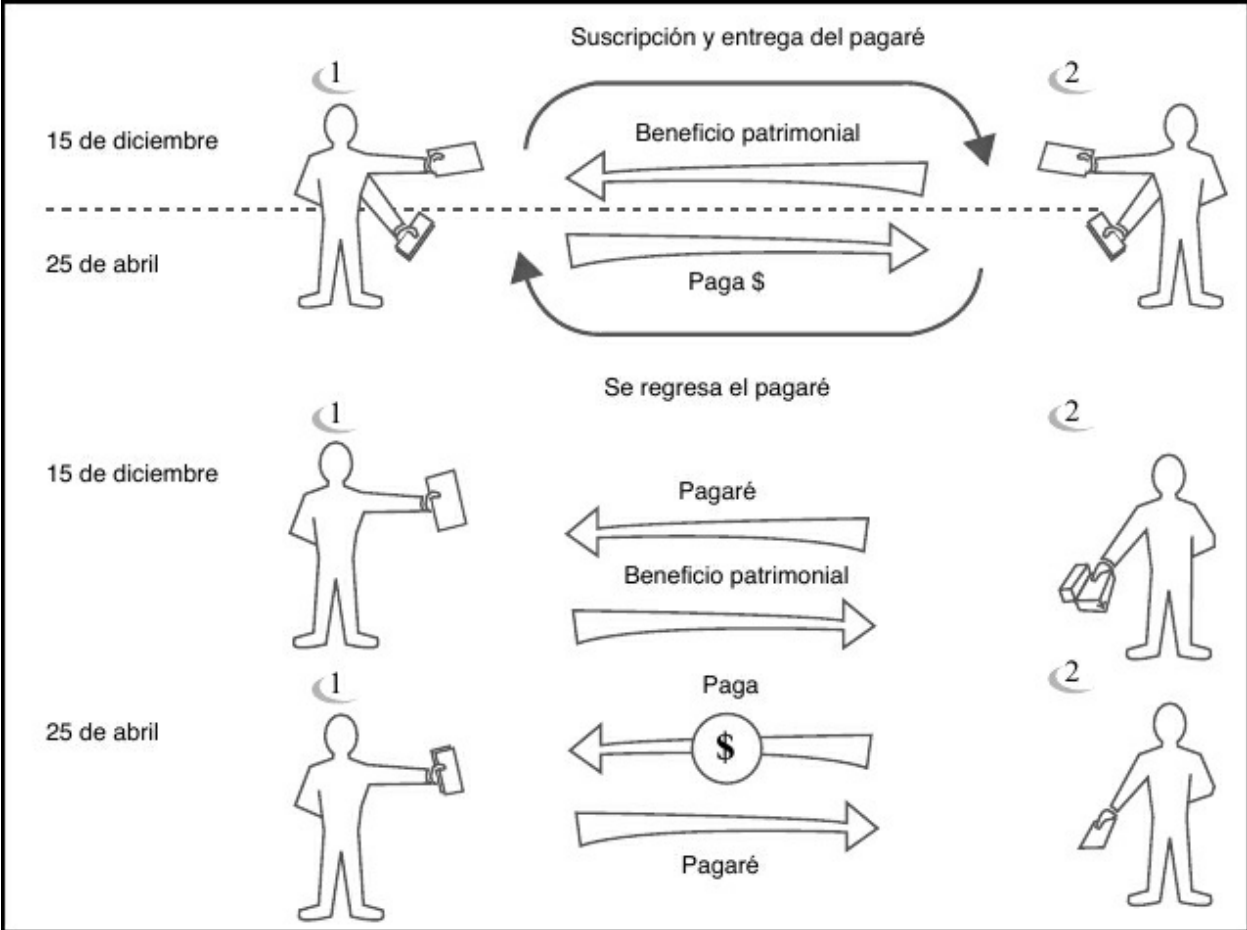 Suscripción y entrega del pagaré
1
2
15 de diciembre
Beneficio patrimonial
25 de abril
Paga $
Se regresa el pagaré
1
2
15 de diciembre
Pagaré
Beneficio patrimonial
1
2
Paga
25 de abril
$
Pagaré